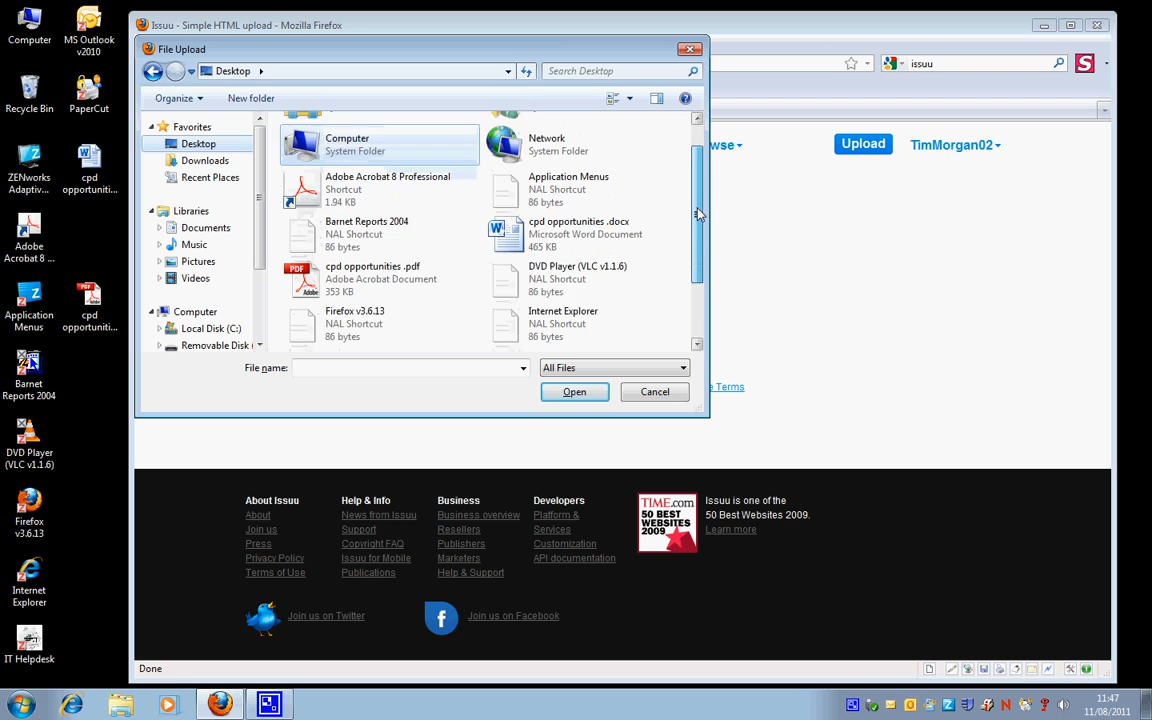 Issuu - Simple HTML upload - Mozilla Firefox
File Upload
Desktop
Search Desktop
issuu
Organize
New folder
Favorites
Desktop
Downloads
Recent Places
Libraries
Documents
Music
Pictures
Videos
Computer
Local Disk (C:)
Removable Disk
Computer
System Folder
Network
System Folder
Adobe Acrobat 8 Professional
Shortcut
1.94 KB
Application Menus
NAL Shortcut
86 bytes
Barnet Reports 2004
NAL Shortcut
86 bytes
cpd opportunities .docx
Microsoft Word Document
465 KB
PDF
Adobe
cpd opportunities .pdf
Adobe Acrobat Document
353 KB
DVD Player (VLC v1.1.6)
NAL Shortcut
86 bytes
Firefox v3.6.13
NAL Shortcut
86 bytes
Internet Explorer
NAL Shortcut
86 bytes
File name:
All Files
Open
Cancel
wse
Upload
TimMorgan02
e Terms
About Issuu
About
Join us
Press
Privacy Policy
Terms of Use
Help & Info
News from Issuu
Support
Copyright FAQ
Issuu for Mobile
Publications
Business
Business overview
Resellers
Publishers
Marketers
Help & Support
Developers
Platform &
Services
Customization
API documentation
TIME.com
50 BEST
WEBSITES
2009
Issuu is one of the
50 Best Websites 2009.
Learn more
Join us on Twitter
Join us on Facebook
Done
Computer
MS Outlook
v2010
Recycle Bin
PaperCut
ZENworks
Adaptiv...
cpd
opportuniti...
Adobe
Acrobat 8 ...
Application
Menus
cpd
opportuniti...
Barnet
Reports 2004
DVD Player
(VLC v1.1.6)
Firefox
v3.6.13
Internet
Explorer
IT Helpdesk
11:47
11/08/2011